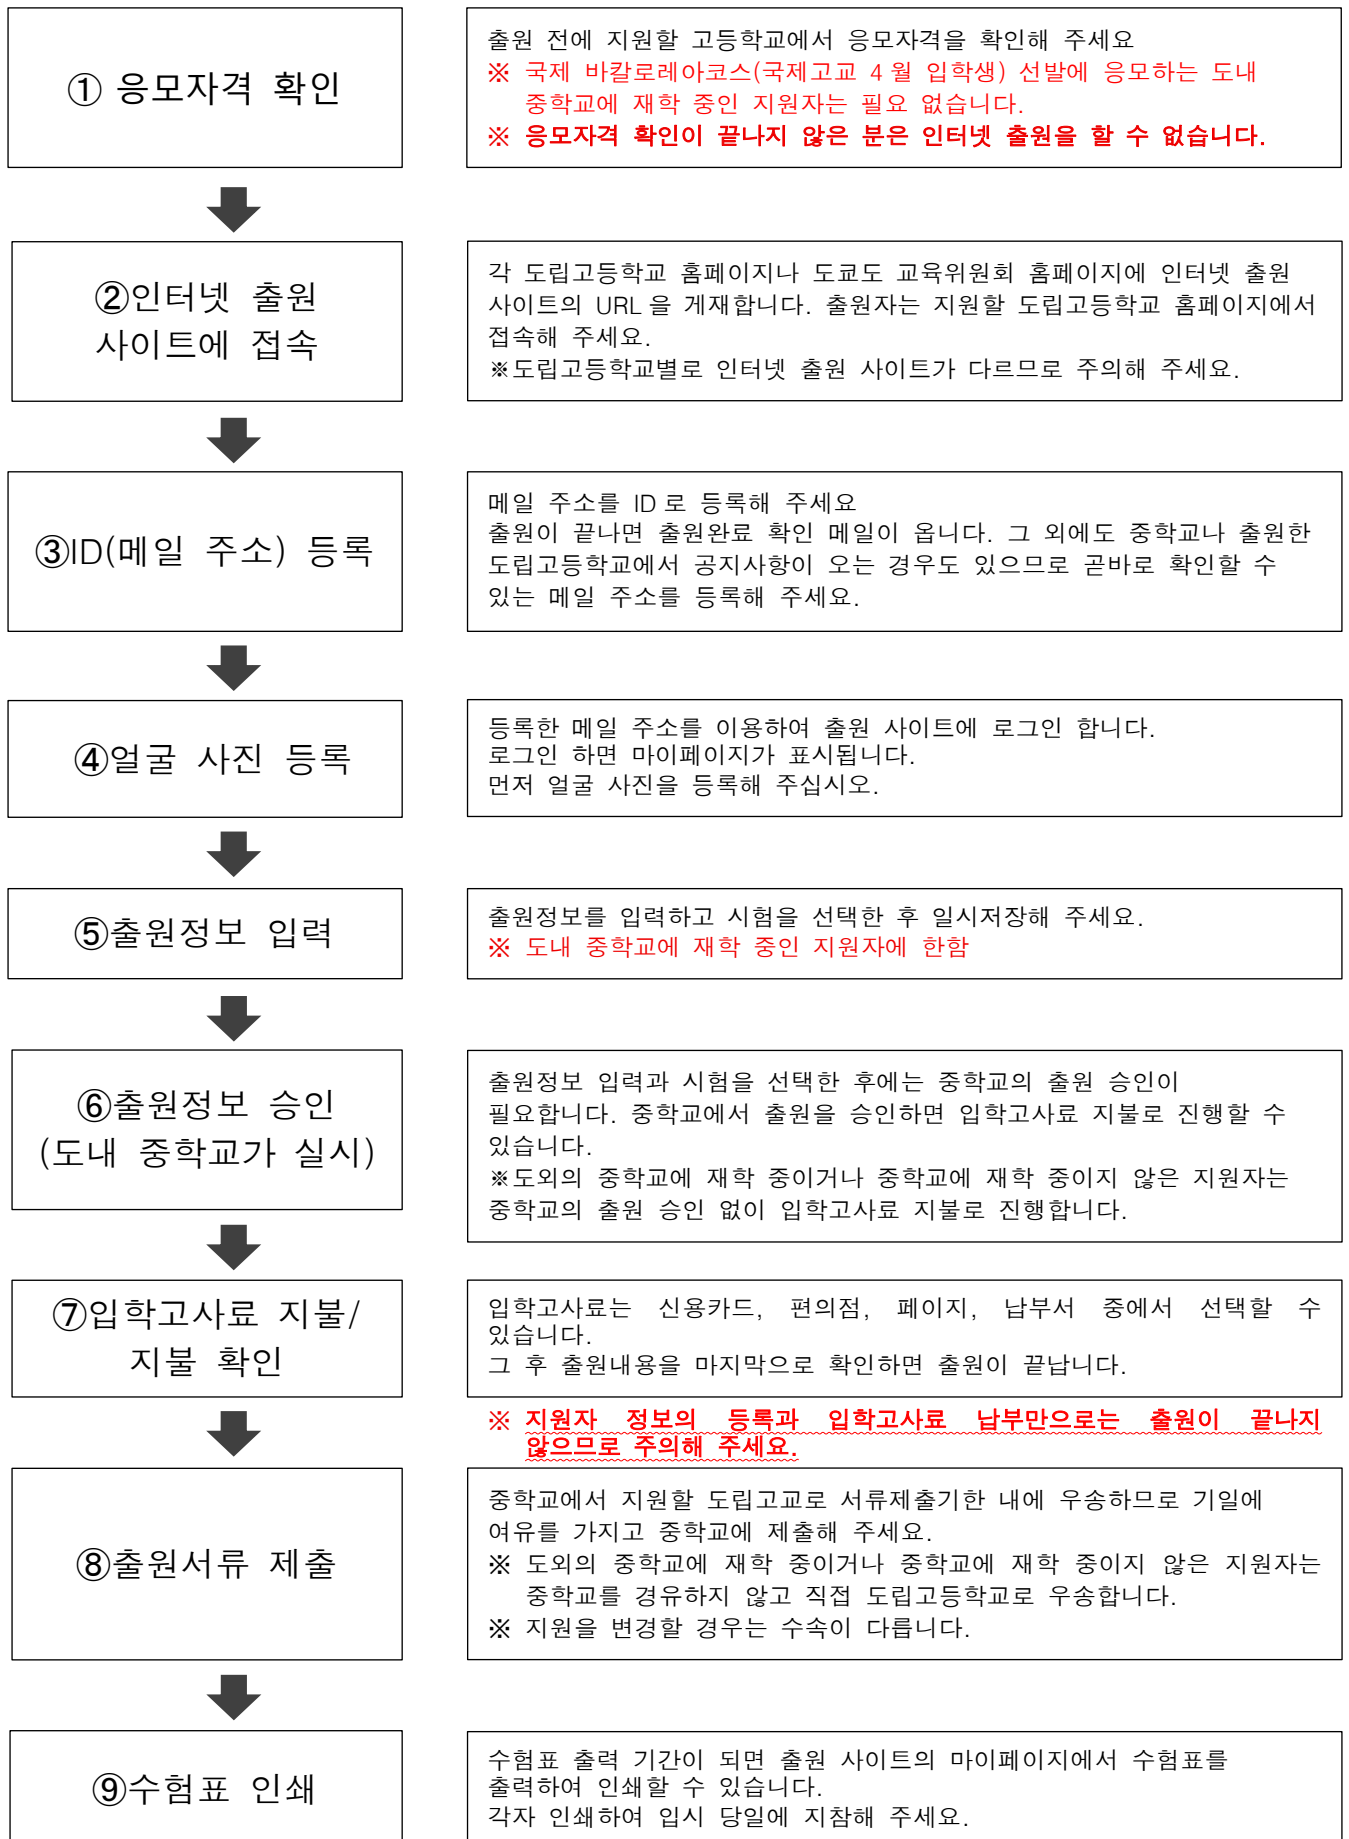 ① 응모자격 확인
출원 전에 지원할 고등학교에서 응모자격을 확인해 주세요
※ 국제 바칼로레아코스(국제고교 4 월 입학생) 선발에 응모하는 도내
중학교에 재학 중인 지원자는 필요 없습니다.
※ 응모자격 확인이 끝나지 않은 분은 인터넷 출원을 할 수 없습니다.
②인터넷 출원
사이트에 접속
각 도립고등학교 홈페이지나 도쿄도 교육위원회 홈페이지에 인터넷 출원
사이트의 URL 을 게재합니다. 출원자는 지원할 도립고등학교 홈페이지에서
접속해 주세요.
※도립고등학교별로 인터넷 출원 사이트가 다르므로 주의해 주세요.
③ID(메일 주소) 등록
메일 주소를 ID 로 등록해 주세요
출원이 끝나면 출원완료 확인 메일이 옵니다. 그 외에도 중학교나 출원한
도립고등학교에서 공지사항이 오는 경우도 있으므로 곧바로 확인할 수
있는 메일 주소를 등록해 주세요.
④얼굴 사진 등록
등록한 메일 주소를 이용하여 출원 사이트에 로그인 합니다.
로그인 하면 마이페이지가 표시됩니다.
먼저 얼굴 사진을 등록해 주십시오.
⑤출원정보 입력
출원정보를 입력하고 시험을 선택한 후 일시저장해 주세요.
※ 도내 중학교에 재학 중인 지원자에 한함
⑥출원정보 승인
(도내 중학교가 실시)
출원정보 입력과 시험을 선택한 후에는 중학교의 출원 승인이
필요합니다. 중학교에서 출원을 승인하면 입학고사료 지불로 진행할 수
있습니다.
※도외의 중학교에 재학 중이거나 중학교에 재학 중이지 않은 지원자는
중학교의 출원 승인 없이 입학고사료 지불로 진행합니다.
⑦입학고사료 지불/
지불 확인
입학고사료는 신용카드, 편의점, 페이지, 납부서 중에서 선택할 수
있습니다.
그 후 출원내용을 마지막으로 확인하면 출원이 끝납니다.
※ 지원자 정보의 등록과 입학고사료 납부만으로는 출원이 끝나지
않으므로 주의해 주세요.
⑧출원서류 제출
중학교에서 지원할 도립고교로 서류제출기한 내에 우송하므로 기일에
여유를 가지고 중학교에 제출해 주세요.
※ 도외의 중학교에 재학 중이거나 중학교에 재학 중이지 않은 지원자는
중학교를 경유하지 않고 직접 도립고등학교로 우송합니다.
※ 지원을 변경할 경우는 수속이 다릅니다.
⑨수험표 인쇄
수험표 출력 기간이 되면 출원 사이트의 마이페이지에서 수험표를
출력하여 인쇄할 수 있습니다.
각자 인쇄하여 입시 당일에 지참해 주세요.